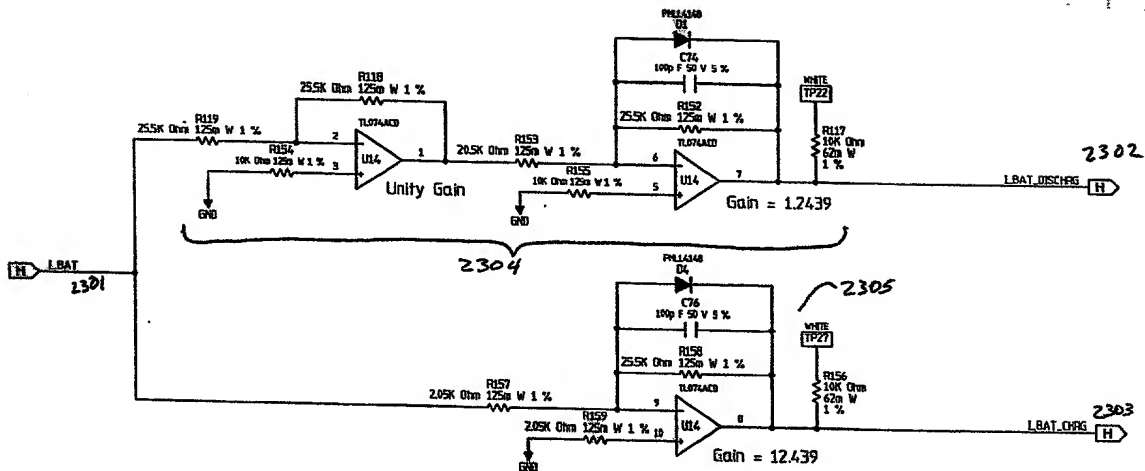 PMLL4148
D1
C74
100p F 50 V 5 %
R118
25.5K Ohm 125m W 1 %
R152
25.5K Ohm 125m W 1 %
WHITE
TP22
R119
25.5K Ohm 125m W 1 %
TL074ACD
2
1
3
U14
R154
10K Ohm 125m W 1 %
GND
Unity Gain
R153
20.5K Ohm 125m W 1 %
TL074ACD
6
7
5
U14
R155
10K Ohm 125m W 1 %
GND
Gain = 1.2439
R117
10K Ohm
62m W
1 %
2302
I_BAT_DISCHRG
H
2304
H
I_BAT
2301
PMLL4148
D4
C76
100p F 50 V 5 %
R158
25.5K Ohm 125m W 1 %
2305
WHITE
TP27
R156
10K Ohm
62m W
1 %
R157
2.05K Ohm 125m W 1 %
TL074ACD
9
8
10
U14
R159
2.05K Ohm 125m W 1 %
GND
Gain = 12.439
2303
I_BAT_CHRG
H